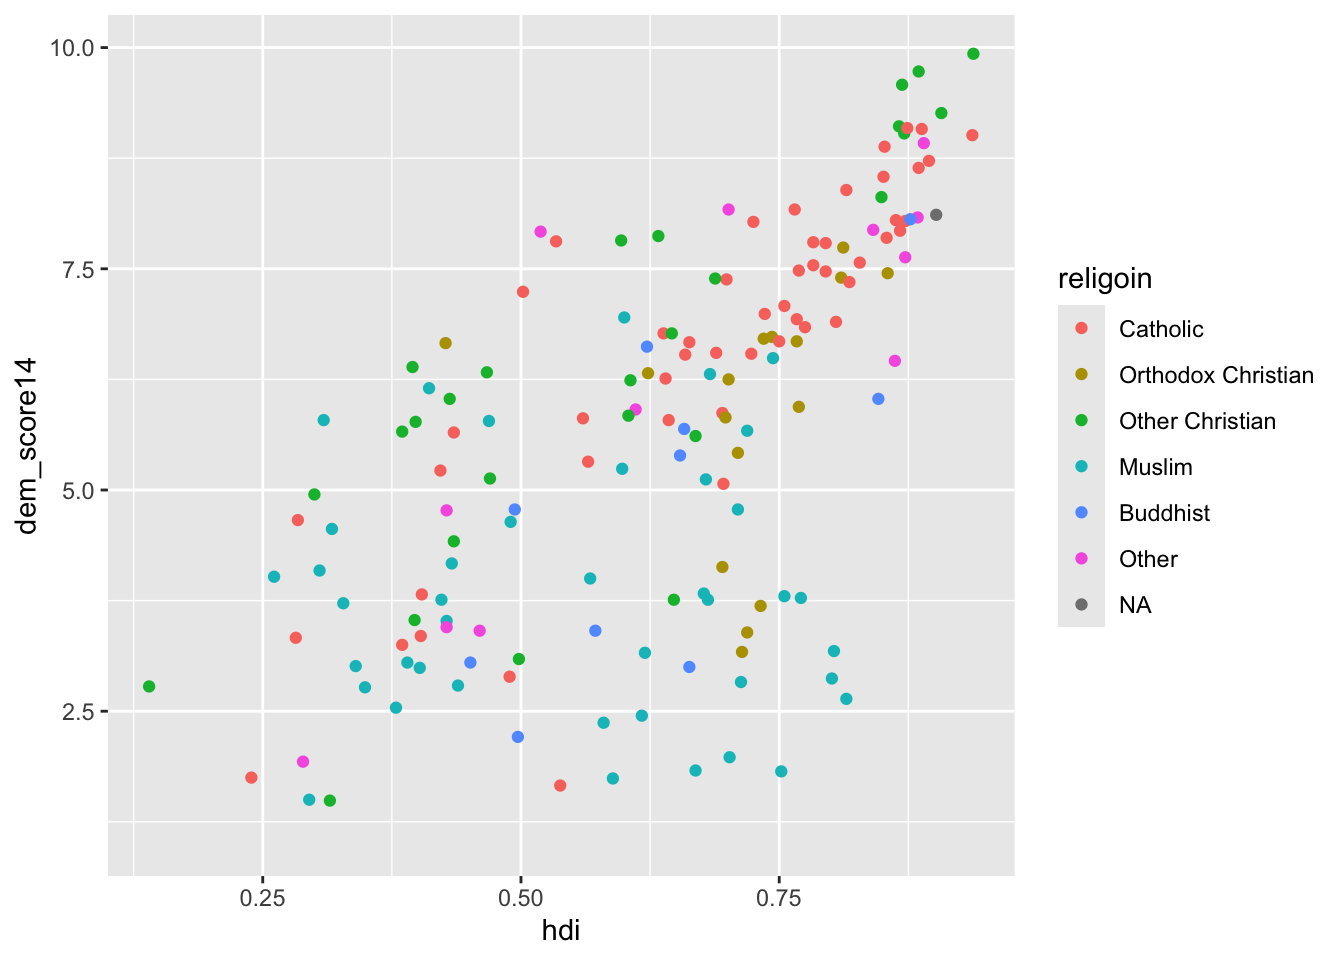 10.0
7.5
5.0
2.5
dem_score14
0.25 0.50 0.75
hdi
religoin
Catholic
Orthodox Christian
Other Christian
Muslim
Buddhist
Other
NA